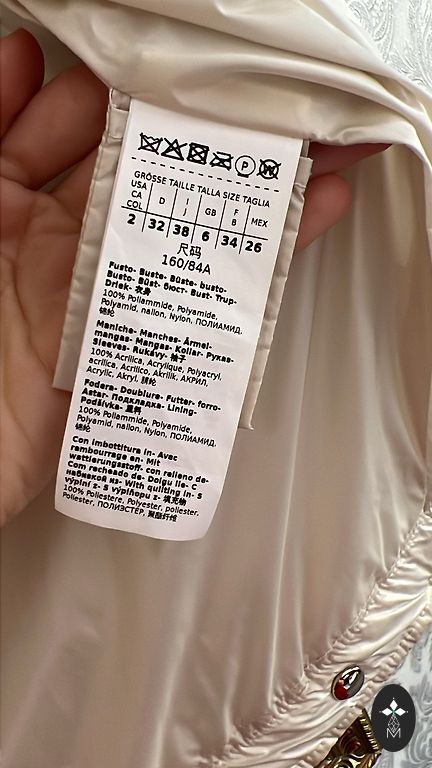 GRÖSSE TAILLE TALLA SIZE TAGLIA
USA CA COL | D | I J | GB | F B | MEX
2 | 32 | 38 | 6 | 34 | 26
尺码
160/84A
Fusto- Buste- Büste- busto-
Busto- Būst- бюст- Bust- Trup-
Driek- 衣身
100% Poliammide, Polyamide,
Polyamid, nailon, Nylon, ПОЛИАМИД,
锦纶
Maniche- Manches- Ärmel-
mangas- Mangas- Kollar- Рукав-
Sleeves- Rukávy- 袖子
100% Acrilica, Acrylique, Polyacryl,
acrílica, Acrílico, Akrilik, АКРИЛ,
Acrylic, Akryl, 腈纶
Fodera- Doublure- Futter- forro-
Astar- Подкладка- Lining-
Podšívka- 里料
100% Poliammide, Polyamide,
Polyamid, nailon, Nylon, ПОЛИАМИД,
锦纶
Con imbottitura in- Avec
rembourrage en- Mit
wattierungsstoff- con relleno de-
Com recheado de- Dolgu ile- С
набивкой из- With quilting in- S
výplní z- S výplňou z- 填充物
100% Poliestere, Polyester, poliester,
Poliester, ПОЛИЭСТЕР, 聚酯纤维
M